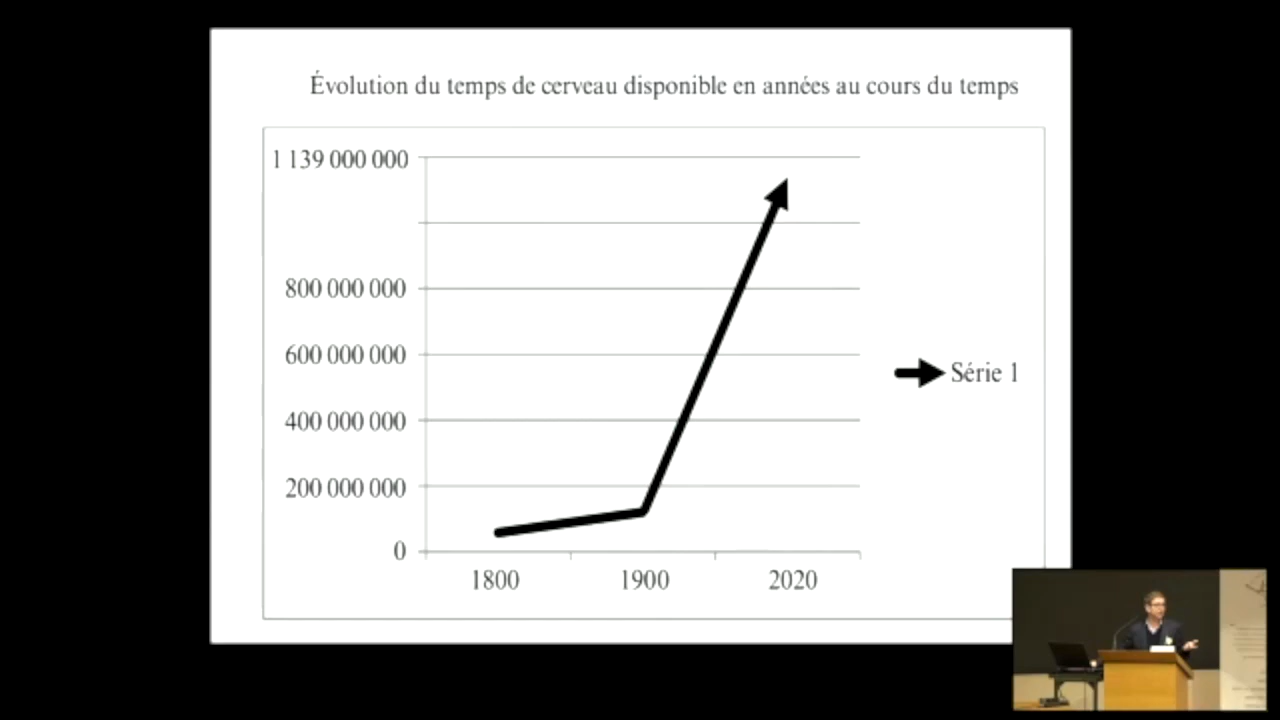 Évolution du temps de cerveau disponible en années au cours du temps
1 139 000 000
800 000 000
600 000 000
400 000 000
200 000 000
0
1800 1900 2020
Série 1